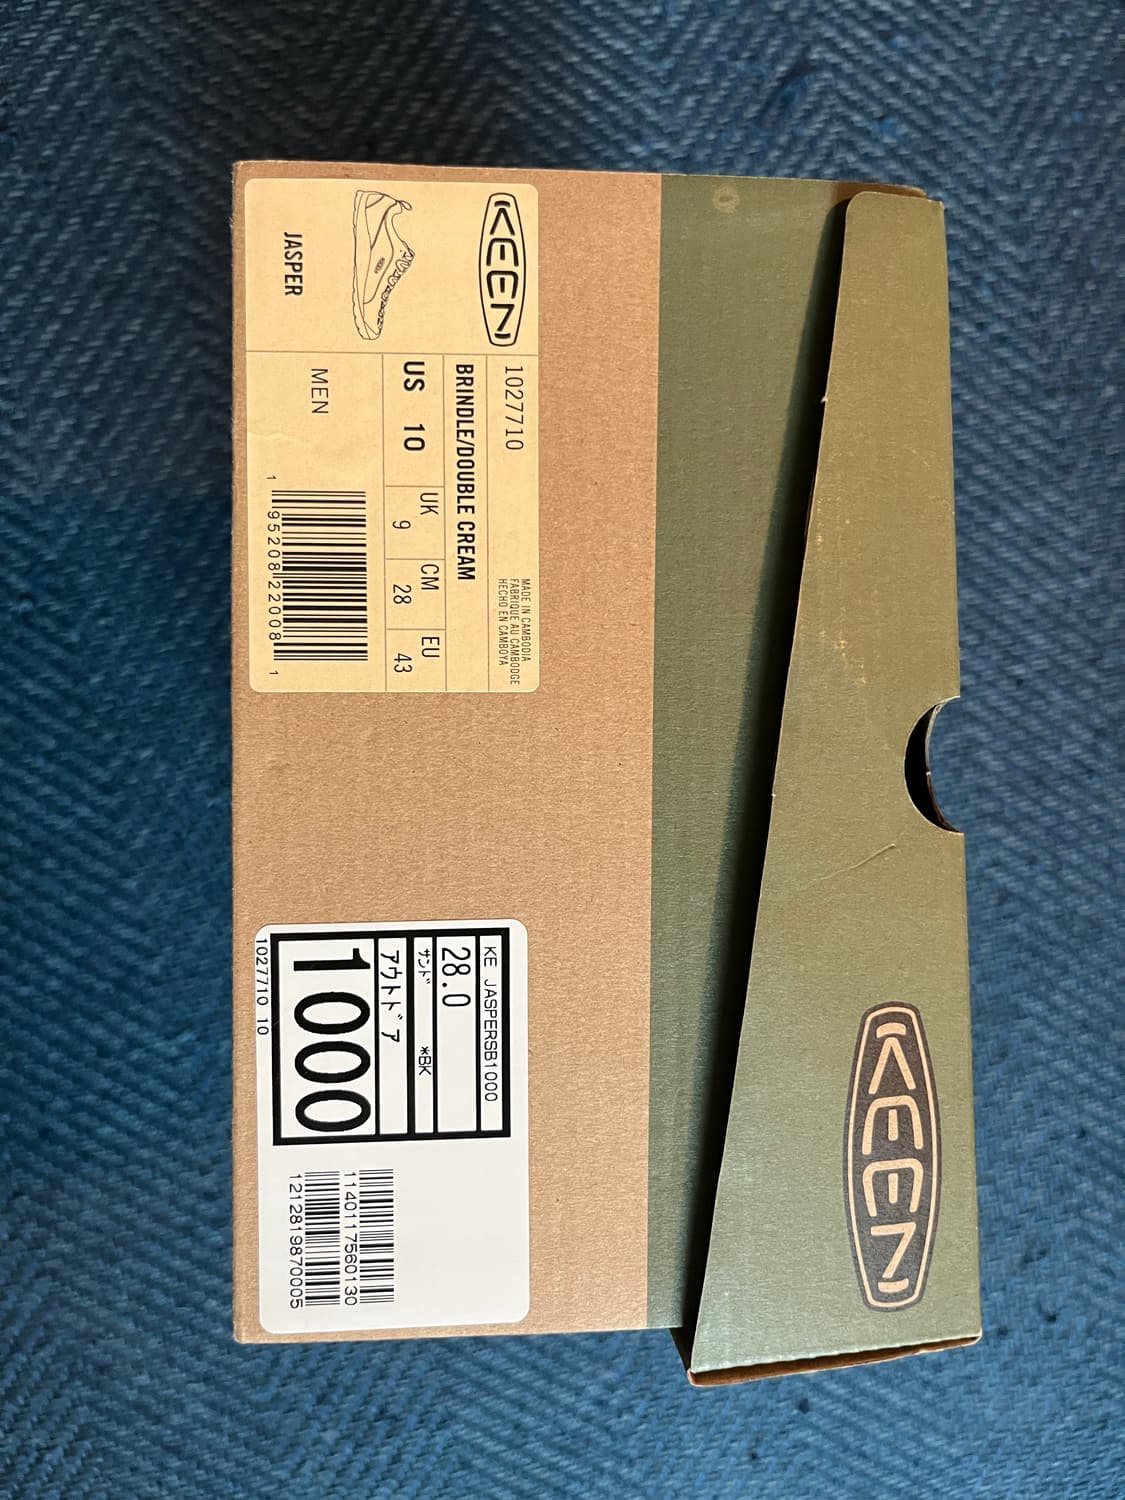 KEEN
JASPER
1027710
MADE IN CAMBODIA
FABRIQUE AU CAMBODGE
HECHO EN CAMBOYA
BRINDLE/DOUBLE CREAM
US 10
UK 9
CM 28
EU 43
MEN
1 95208 22008 1
KE JASPERSB1000
28.0
サンド *BK
アウトドア
1000
1027710 10
1140117560130
1212819870005
KEEN